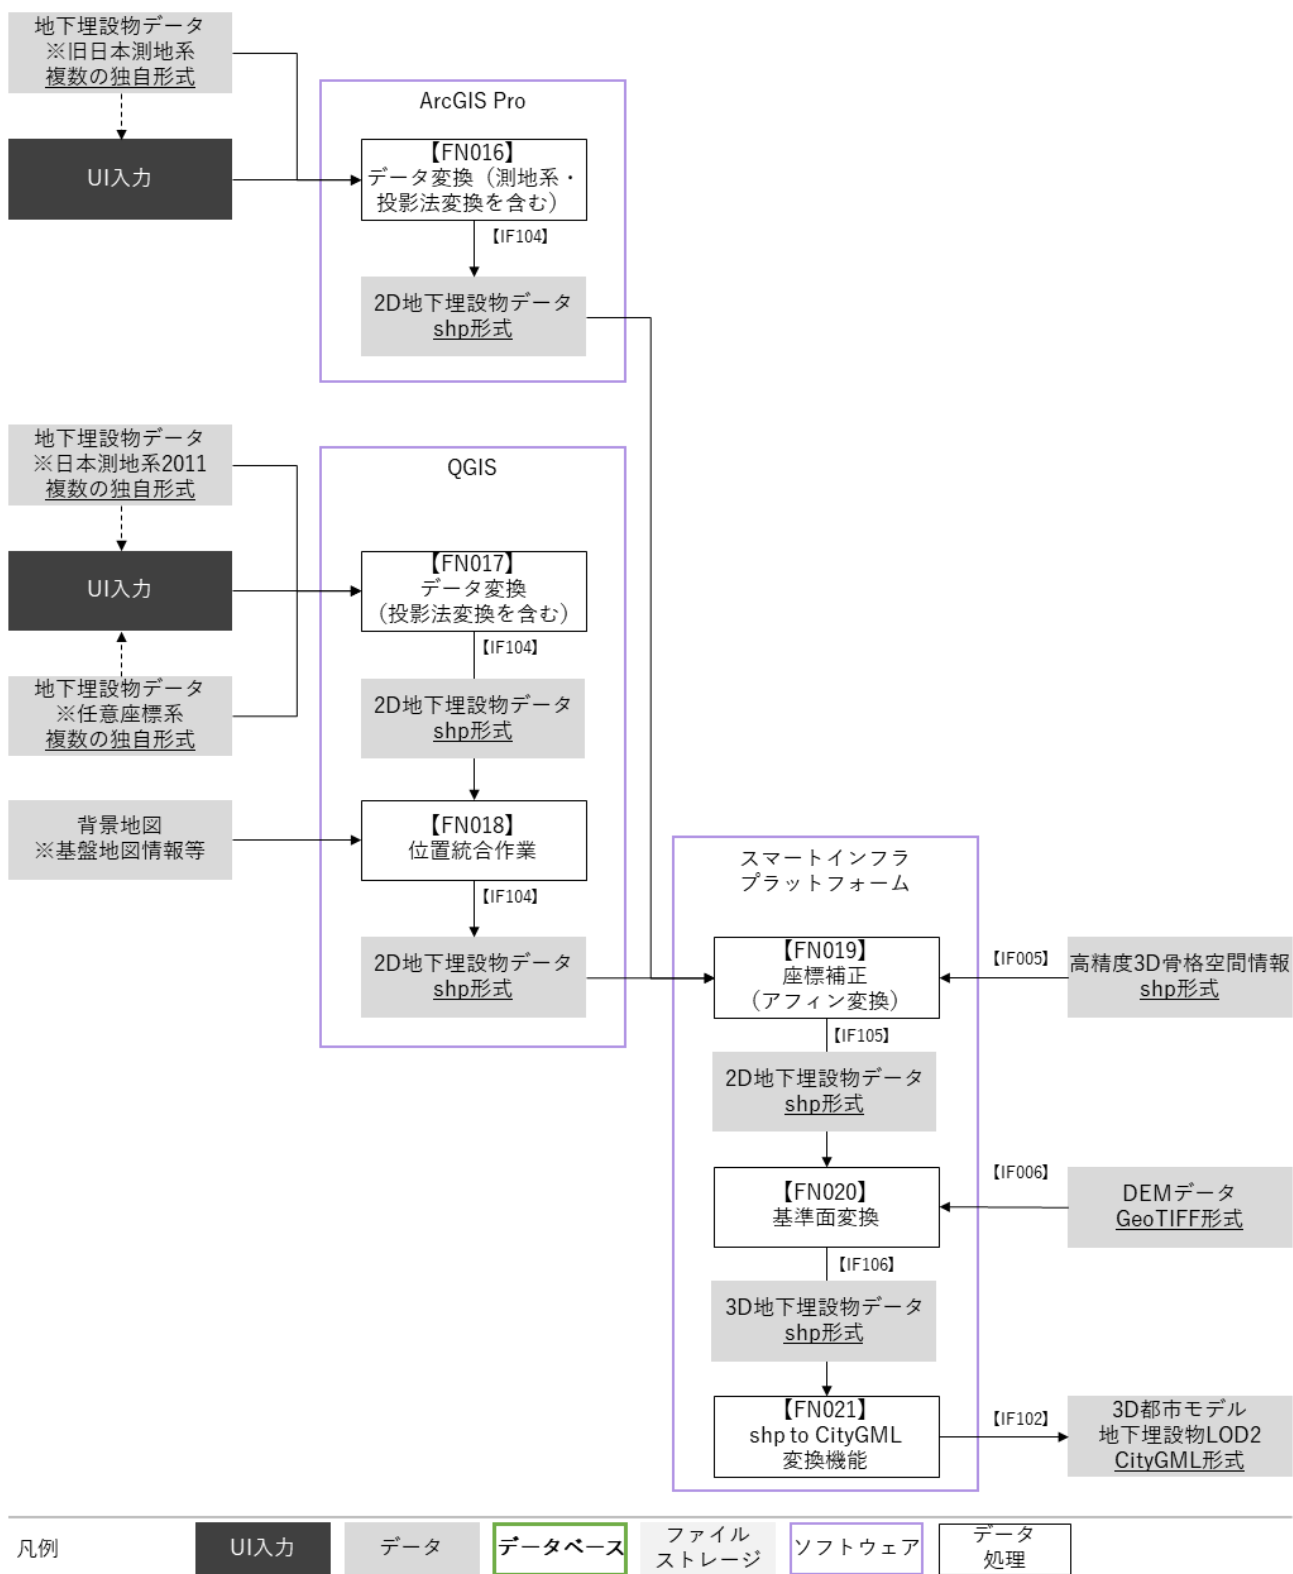 地下埋設物データ
※旧日本測地系
複数の独自形式
UI入力
ArcGIS Pro
【FN016】
データ変換（測地系・
投影法変換を含む）
【IF104】
2D地下埋設物データ
shp形式
地下埋設物データ
※日本測地系2011
複数の独自形式
UI入力
地下埋設物データ
※任意座標系
複数の独自形式
背景地図
※基盤地図情報等
QGIS
【FN017】
データ変換
（投影法変換を含む）
【IF104】
2D地下埋設物データ
shp形式
【FN018】
位置統合作業
【IF104】
2D地下埋設物データ
shp形式
スマートインフラ
プラットフォーム
【FN019】
座標補正
（アフィン変換）
【IF005】
高精度3D骨格空間情報
shp形式
【IF105】
2D地下埋設物データ
shp形式
【FN020】
基準面変換
【IF006】
DEMデータ
GeoTIFF形式
【IF106】
3D地下埋設物データ
shp形式
【FN021】
shp to CityGML
変換機能
【IF102】
3D都市モデル
地下埋設物LOD2
CityGML形式
凡例
UI入力
データ
データベース
ファイル
ストレージ
ソフトウェア
データ
処理